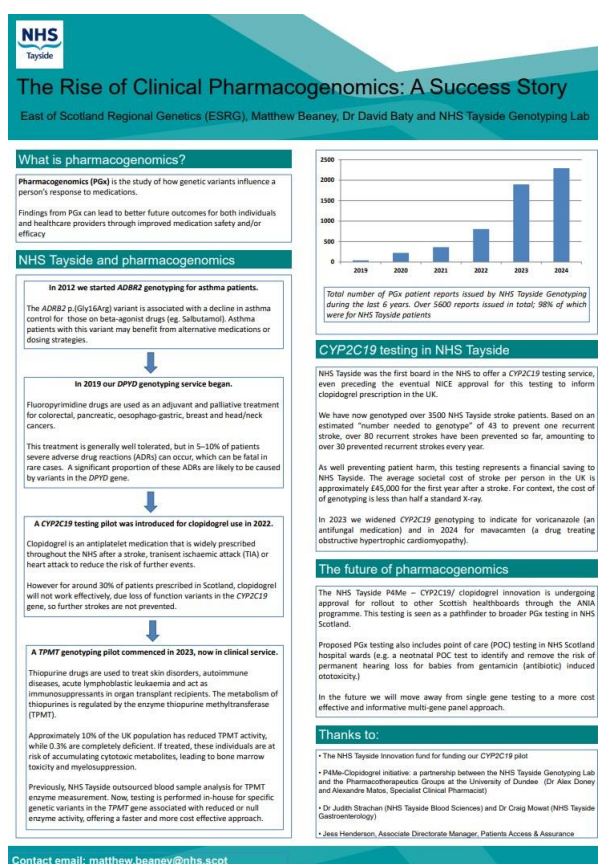 NHS
Tayside
The Rise of Clinical Pharmacogenomics: A Success Story
East of Scotland Regional Genetics (ESRG), Matthew Beaney, Dr David Baty and NHS Tayside Genotyping Lab
What is pharmacogenomics?
Pharmacogenomics (PGx) is the study of how genetic variants influence a
person's response to medications.
Findings from PGx can lead to better future outcomes for both individuals
and healthcare providers through improved medication safety and/or
efficacy
NHS Tayside and pharmacogenomics
In 2012 we started ADBR2 genotyping for asthma patients.
The ADRB2 p.(Gly16Arg) variant is associated with a decline in asthma
control for those on beta-agonist drugs (eg. Salbutamol). Asthma
patients with this variant may benefit from alternative medications or
dosing strategies.
In 2019 our DPYD genotyping service began.
Fluoropyrimidine drugs are used as an adjuvant and palliative treatment
for colorectal, pancreatic, oesophago-gastric, breast and head/neck
cancers.
This treatment is generally well tolerated, but in 5–10% of patients
severe adverse drug reactions (ADRs) can occur, which can be fatal in
rare cases. A significant proportion of these ADRs are likely to be caused
by variants in the DPYD gene.
A CYP2C19 testing pilot was introduced for clopidogrel use in 2022.
Clopidogrel is an antiplatelet medication that is widely prescribed
throughout the NHS after a stroke, transient ischaemic attack (TIA) or
heart attack to reduce the risk of further events.
However for around 30% of patients prescribed in Scotland, clopidogrel
will not work effectively, due loss of function variants in the CYP2C19
gene, so further strokes are not prevented.
A TPMT genotyping pilot commenced in 2023, now in clinical service.
Thiopurine drugs are used to treat skin disorders, autoimmune
diseases, acute lymphoblastic leukaemia and act as
immunosuppressants in organ transplant recipients. The metabolism of
thiopurines is regulated by the enzyme thiopurine methyltransferase
(TPMT).
Approximately 10% of the UK population has reduced TPMT activity,
while 0.3% are completely deficient. If treated, these individuals are at
risk of accumulating cytotoxic metabolites, leading to bone marrow
toxicity and myelosuppression.
Previously, NHS Tayside outsourced blood sample analysis for TPMT
enzyme measurement. Now, testing is performed in-house for specific
genetic variants in the TPMT gene associated with reduced or null
enzyme activity, offering a faster and more cost effective approach.
2500
2000
1500
1000
500
0
2019 2020 2021 2022 2023 2024
Total number of PGx patient reports issued by NHS Tayside Genotyping
during the last 6 years. Over 5600 reports issued in total; 98% of which
were for NHS Tayside patients
CYP2C19 testing in NHS Tayside
NHS Tayside was the first board in the NHS to offer a CYP2C19 testing service,
even preceding the eventual NICE approval for this testing to inform
clopidogrel prescription in the UK.
We have now genotyped over 3500 NHS Tayside stroke patients. Based on an
estimated "number needed to genotype" of 43 to prevent one recurrent
stroke, over 80 recurrent strokes have been prevented so far, amounting to
over 30 prevented recurrent strokes every year.
As well preventing patient harm, this testing represents a financial saving to
NHS Tayside. The average societal cost of stroke per person in the UK is
approximately £45,000 for the first year after a stroke. For context, the cost of
of genotyping is less than half a standard X-ray.
In 2023 we widened CYP2C19 genotyping to indicate for voricanazole (an
antifungal medication) and in 2024 for mavacamten (a drug treating
obstructive hypertrophic cardiomyopathy).
The future of pharmacogenomics
The NHS Tayside P4Me – CYP2C19/ clopidogrel innovation is undergoing
approval for rollout to other Scottish healthboards through the ANIA
programme. This testing is seen as a pathfinder to broader PGx testing in NHS
Scotland.
Proposed PGx testing also includes point of care (POC) testing in NHS Scotland
hospital wards (e.g. a neonatal POC test to identify and remove the risk of
permanent hearing loss for babies from gentamicin (antibiotic) induced
ototoxicity.)
In the future we will move away from single gene testing to a more cost
effective and informative multi-gene panel approach.
Thanks to:
• The NHS Tayside Innovation fund for funding our CYP2C19 pilot
• P4Me-Clopidogrel initiative: a partnership between the NHS Tayside Genotyping Lab
and the Pharmacotherapeutics Groups at the University of Dundee (Dr Alex Doney
and Alexandre Matos, Specialist Clinical Pharmacist)
• Dr Judith Strachan (NHS Tayside Blood Sciences) and Dr Craig Mowat (NHS Tayside
Gastroenterology)
• Jess Henderson, Associate Directorate Manager, Patients Access & Assurance
Contact email: matthew.beaney@nhs.scot